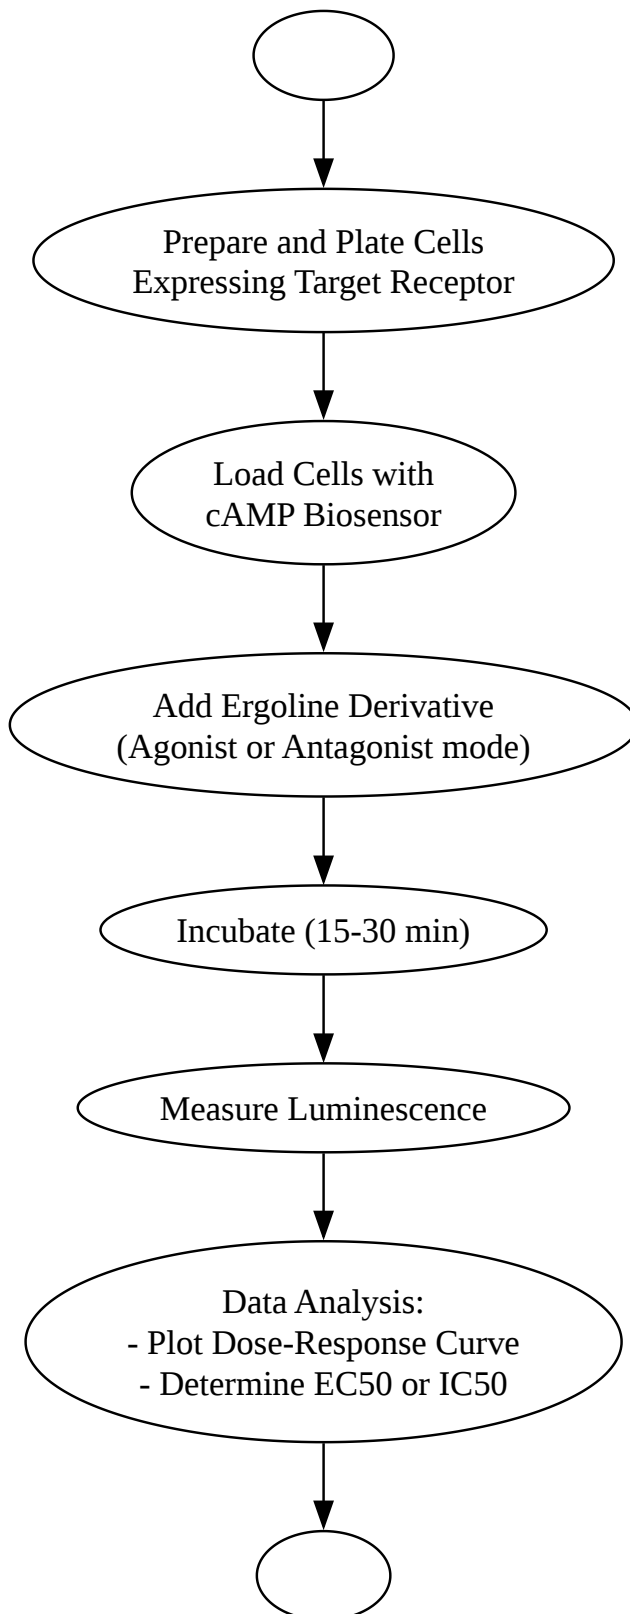 Prepare and Plate Cells
Expressing Target Receptor
Load Cells with
cAMP Biosensor
Add Ergoline Derivative
(Agonist or Antagonist mode)
Incubate (15-30 min)
Measure Luminescence
Data Analysis:
- Plot Dose-Response Curve
- Determine EC50 or IC50